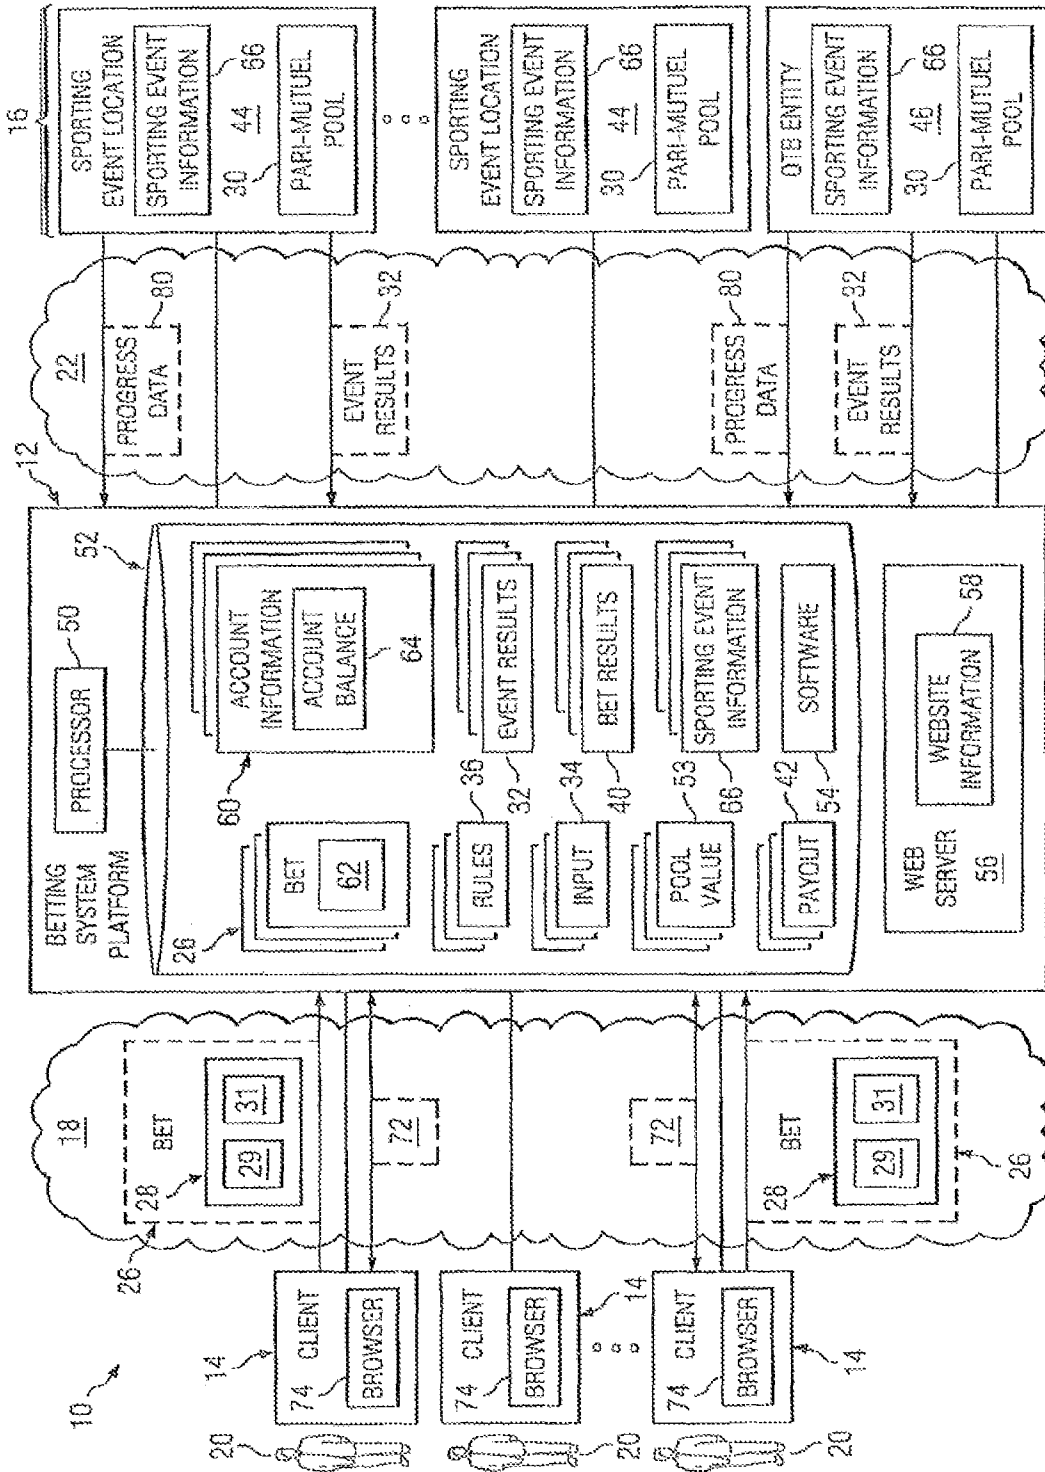 10
20
14
CLIENT
74
BROWSER
20
CLIENT
74
BROWSER
14
20
CLIENT
74
BROWSER
14
18
26
BET
28
29
31
72
72
BET
28
29
31
26
12
BETTING
SYSTEM
PLATFORM
PROCESSOR
50
52
26
BET
62
60
ACCOUNT
INFORMATION
ACCOUNT
BALANCE
64
RULES
36
EVENT RESULTS
32
INPUT
34
BET RESULTS
40
POOL
VALUE
53
SPORTING EVENT
INFORMATION
66
PAYOUT
42
SOFTWARE
54
WEB
SERVER
56
WEBSITE
INFORMATION
58
22
PROGRESS
DATA
80
EVENT
RESULTS
32
PROGRESS
DATA
80
EVENT
RESULTS
32
16
SPORTING
EVENT LOCATION
SPORTING EVENT
INFORMATION
66
44
30
PARI-MUTUEL
POOL
SPORTING
EVENT LOCATION
SPORTING EVENT
INFORMATION
66
44
30
PARI-MUTUEL
POOL
OTB ENTITY
SPORTING EVENT
INFORMATION
66
46
30
PARI-MUTUEL
POOL